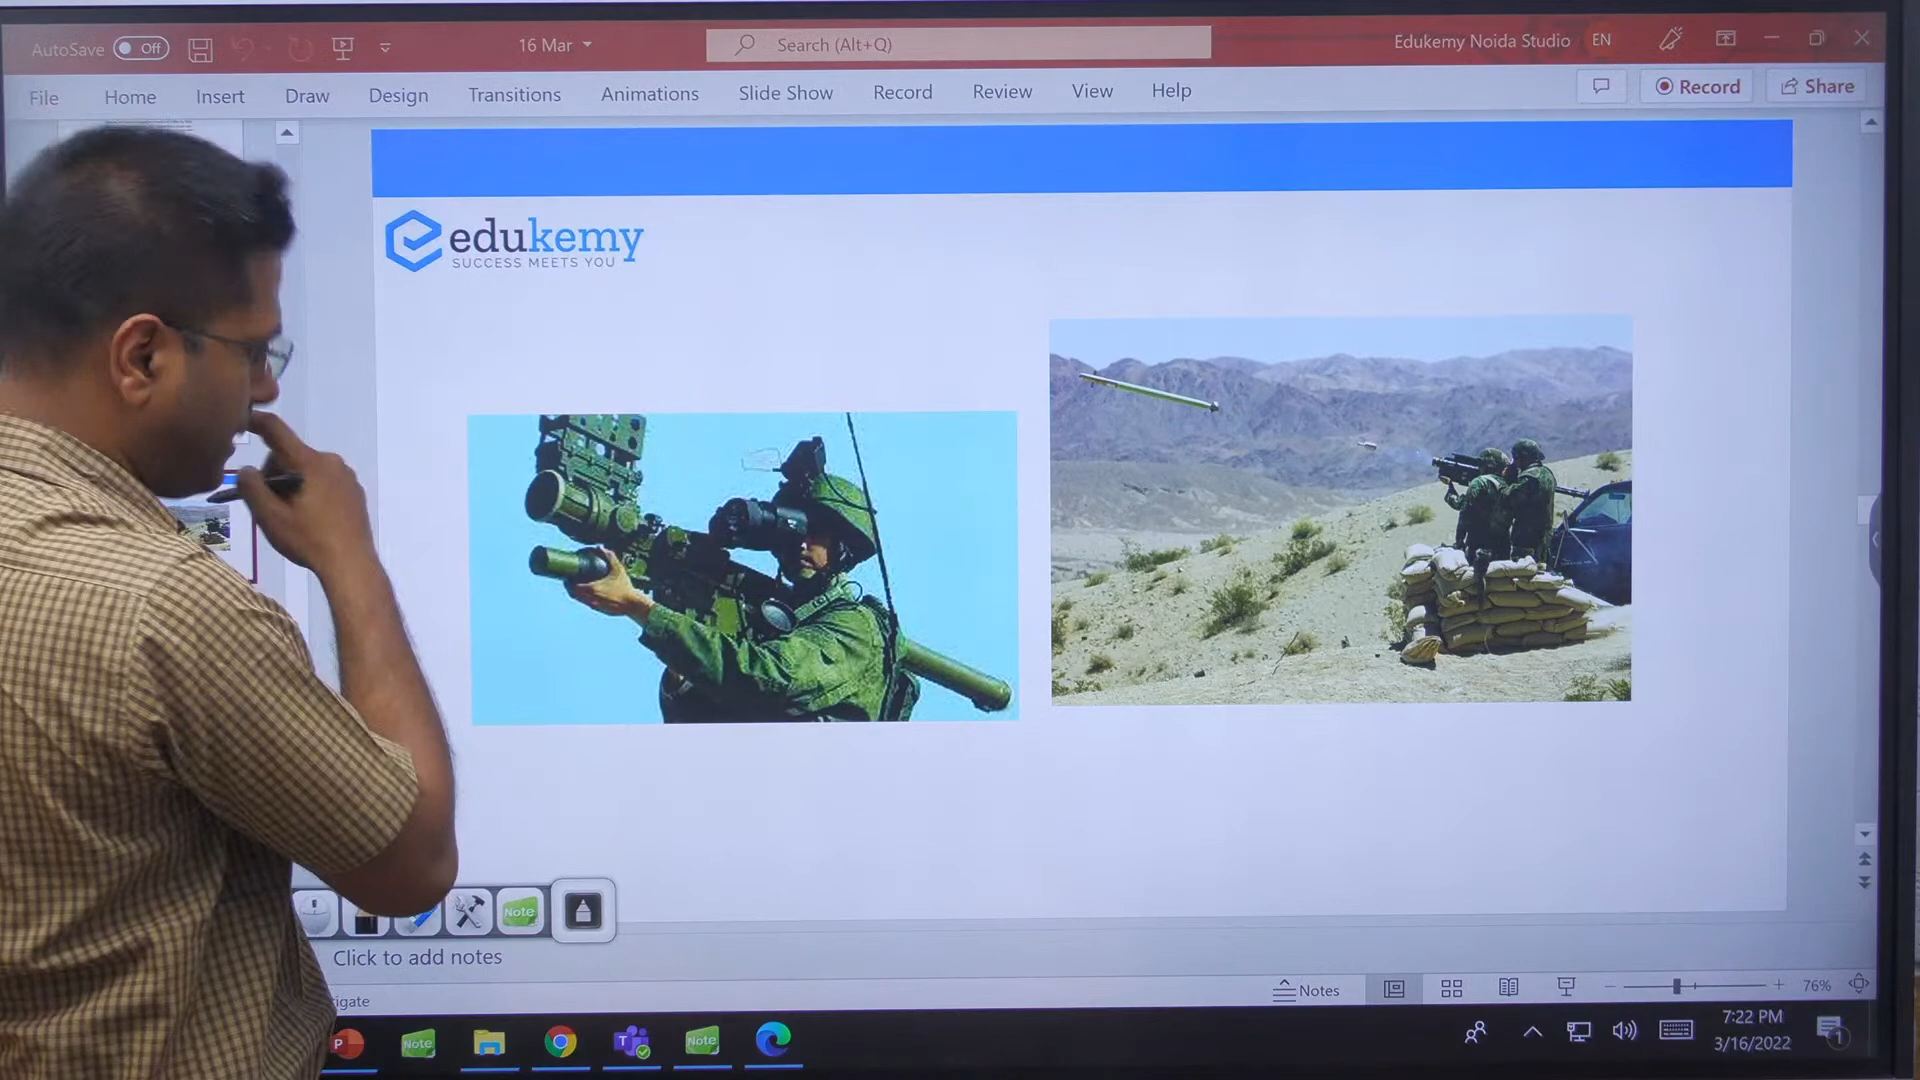 AutoSave Off
16 Mar
Search (Alt+Q)
Edukemy Noida Studio EN
File Home Insert Draw Design Transitions Animations Slide Show Record Review View Help
Record
Share
edukemy
SUCCESS MEETS YOU
Note
Click to add notes
igate
Notes
76%
P
Note
T
Note
7:22 PM
3/16/2022
1